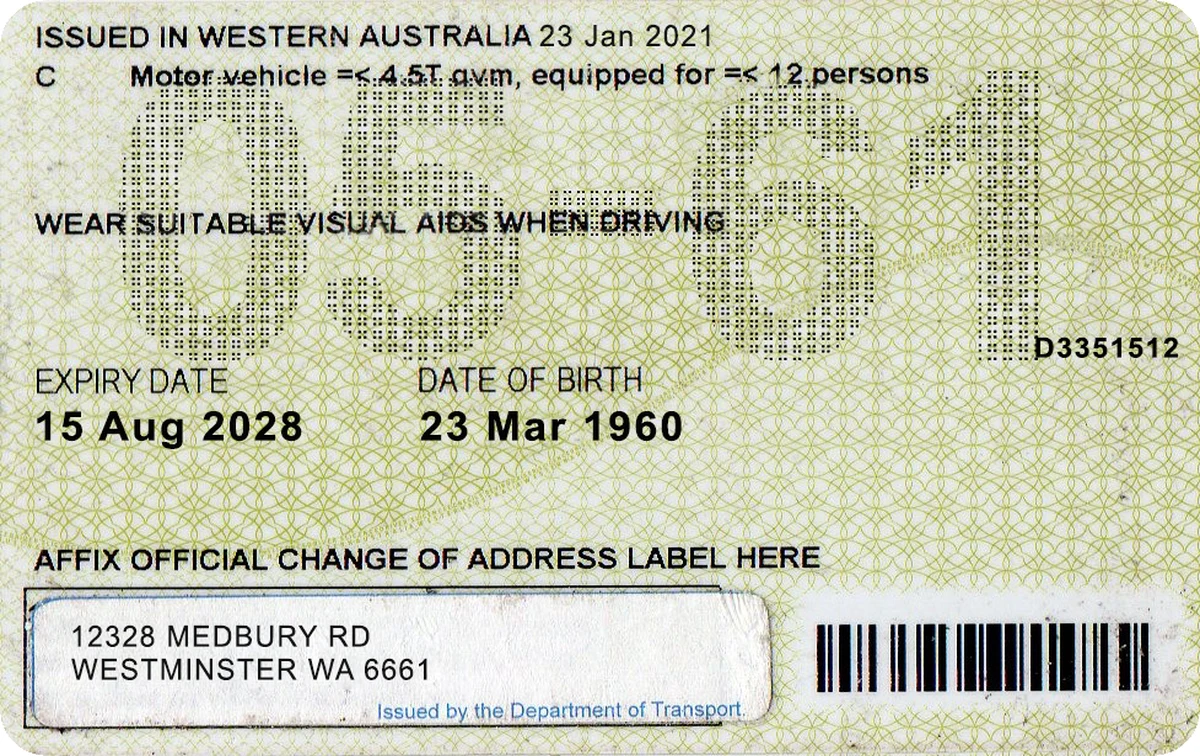 ISSUED IN WESTERN AUSTRALIA 23 Jan 2021
C Motor vehicle =< 4.5T gvm, equipped for =< 12 persons
05-61
WEAR SUITABLE VISUAL AIDS WHEN DRIVING
D3351512
EXPIRY DATE DATE OF BIRTH
15 Aug 2028 23 Mar 1960
AFFIX OFFICIAL CHANGE OF ADDRESS LABEL HERE
12328 MEDBURY RD
WESTMINSTER WA 6661
Issued by the Department of Transport.